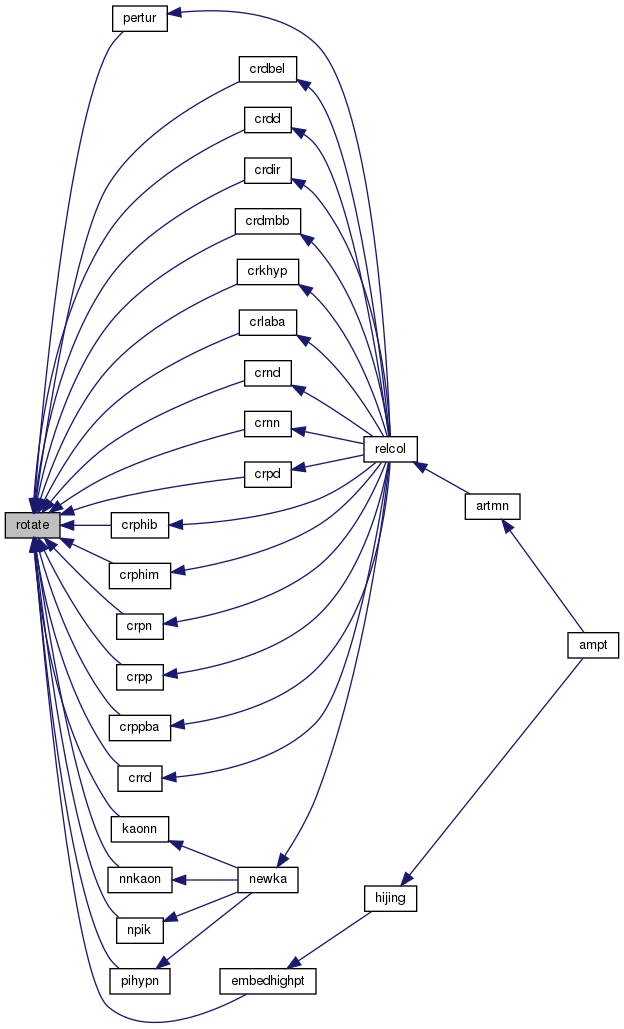 pertur
crdbel
crdd
crdir
crdmbb
crkhyp
crlaba
crnd
crnn
relcol
crpd
artmn
rotate
crphib
crphim
crpn
ampt
crpp
crppba
crrd
kaonn
nnkaon
newka
hijing
npik
pihypn
embedhighpt